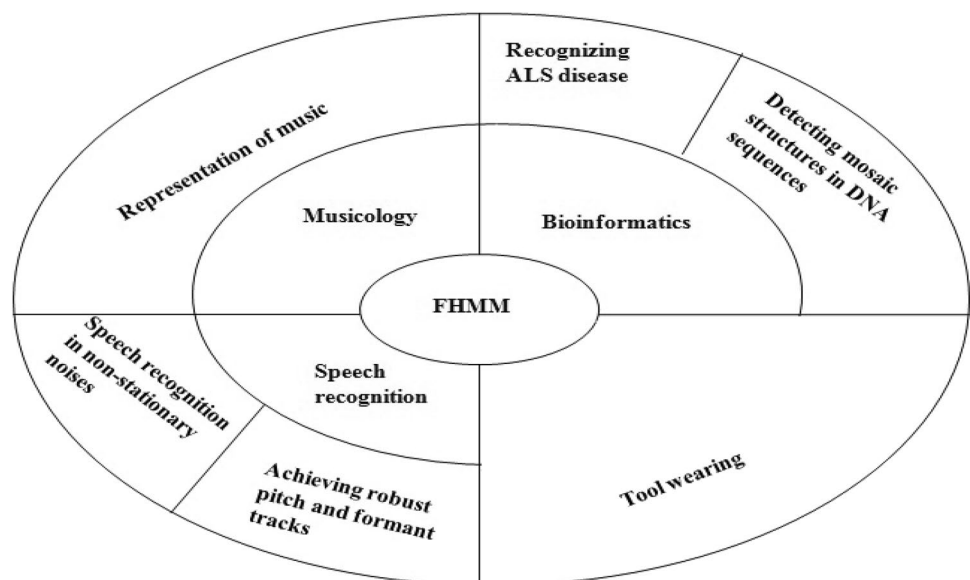 Recognizing
ALS disease
Detecting mosaic
structures in DNA
sequences
Representation of music
Musicology
Bioinformatics
FHMM
Speech recognition
in non-stationary
noises
Speech
recognition
Achieving robust
pitch and formant
tracks
Tool wearing